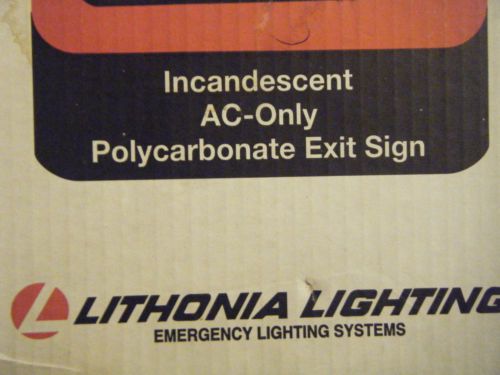 Incandescent
AC-Only
Polycarbonate Exit Sign
LITHONIA LIGHTING
EMERGENCY LIGHTING SYSTEMS